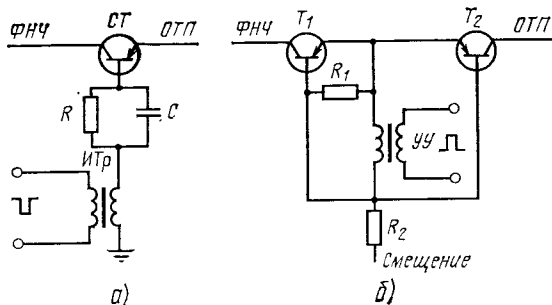 ФНЧ
СТ
ОТП
R
C
ИТр
а)
ФНЧ
T₁
T₂
ОТП
R₁
УУ
R₂
Смещение
б)